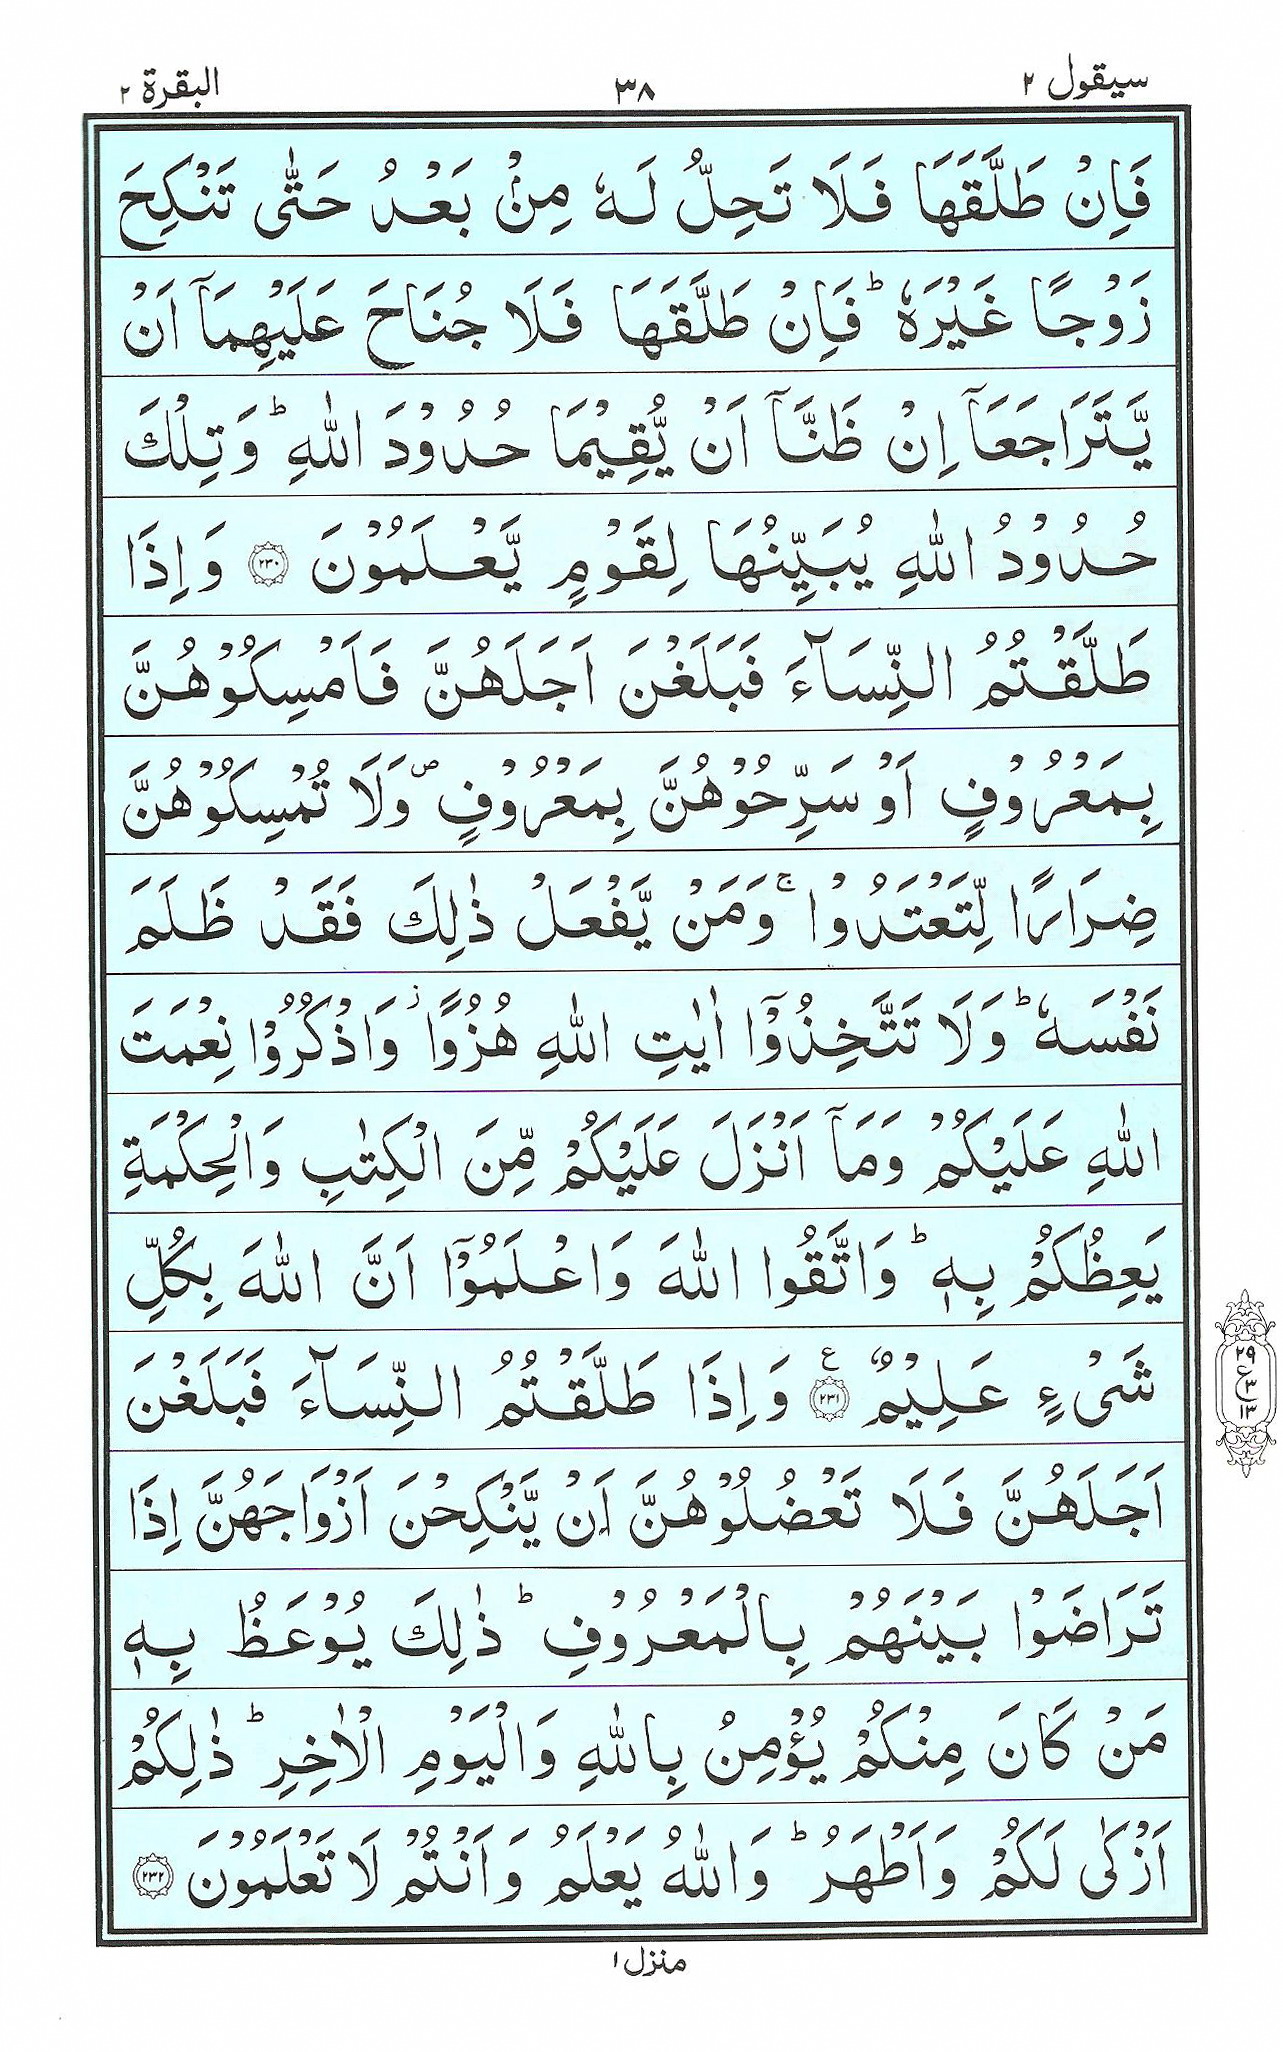 سيقول ٢ ٣٨ البقرة ٢
فَاِنْ طَلَّقَهَا فَلَا تَحِلُّ لَهٗ مِنْۢ بَعْدُ حَتّٰى تَنْكِحَ
زَوْجًا غَيْرَهٗ ؕ فَاِنْ طَلَّقَهَا فَلَا جُنَاحَ عَلَيْهِمَاۤ اَنْ
يَّتَرَاجَعَاۤ اِنْ ظَنَّاۤ اَنْ يُّقِيْمَا حُدُوْدَ اللّٰهِ ؕ وَتِلْكَ
حُدُوْدُ اللّٰهِ يُبَيِّنُهَا لِقَوْمٍ يَّعْلَمُوْنَ ﴿٢٣٠﴾ وَاِذَا
طَلَّقْتُمُ النِّسَآءَ فَبَلَغْنَ اَجَلَهُنَّ فَاَمْسِكُوْهُنَّ
بِمَعْرُوْفٍ اَوْ سَرِّحُوْهُنَّ بِمَعْرُوْفٍ ۪ وَلَا تُمْسِكُوْهُنَّ
ضِرَارًا لِّتَعْتَدُوْا ۚ وَمَنْ يَّفْعَلْ ذٰلِكَ فَقَدْ ظَلَمَ
نَفْسَهٗ ؕ وَلَا تَتَّخِذُوْۤا اٰيٰتِ اللّٰهِ هُزُوًا ؗ وَاذْكُرُوْا نِعْمَتَ
اللّٰهِ عَلَيْكُمْ وَمَاۤ اَنْزَلَ عَلَيْكُمْ مِّنَ الْكِتٰبِ وَالْحِكْمَةِ
يَعِظُكُمْ بِهٖ ؕ وَاتَّقُوا اللّٰهَ وَاعْلَمُوْۤا اَنَّ اللّٰهَ بِكُلِّ
شَىْءٍ عَلِيْمٌ ﴿٢٣١﴾ ع وَاِذَا طَلَّقْتُمُ النِّسَآءَ فَبَلَغْنَ
اَجَلَهُنَّ فَلَا تَعْضُلُوْهُنَّ اَنْ يَّنْكِحْنَ اَزْوَاجَهُنَّ اِذَا
تَرَاضَوْا بَيْنَهُمْ بِالْمَعْرُوْفِ ؕ ذٰلِكَ يُوْعَظُ بِهٖ
مَنْ كَانَ مِنْكُمْ يُؤْمِنُ بِاللّٰهِ وَالْيَوْمِ الْاٰخِرِ ؕ ذٰلِكُمْ
اَزْكٰى لَكُمْ وَاَطْهَرُ ؕ وَاللّٰهُ يَعْلَمُ وَاَنْتُمْ لَا تَعْلَمُوْنَ ﴿٢٣٢﴾
٢٩
ع ٣
١٣
منزل ١